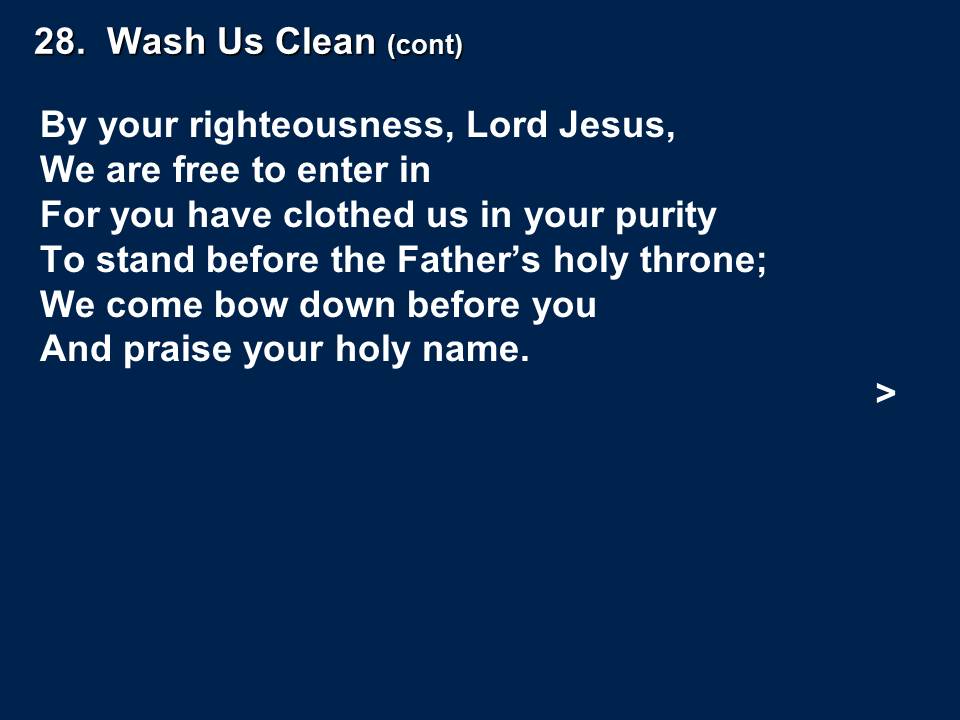 28. Wash Us Clean (cont)
By your righteousness, Lord Jesus,
We are free to enter in
For you have clothed us in your purity
To stand before the Father’s holy throne;
We come bow down before you
And praise your holy name.
>